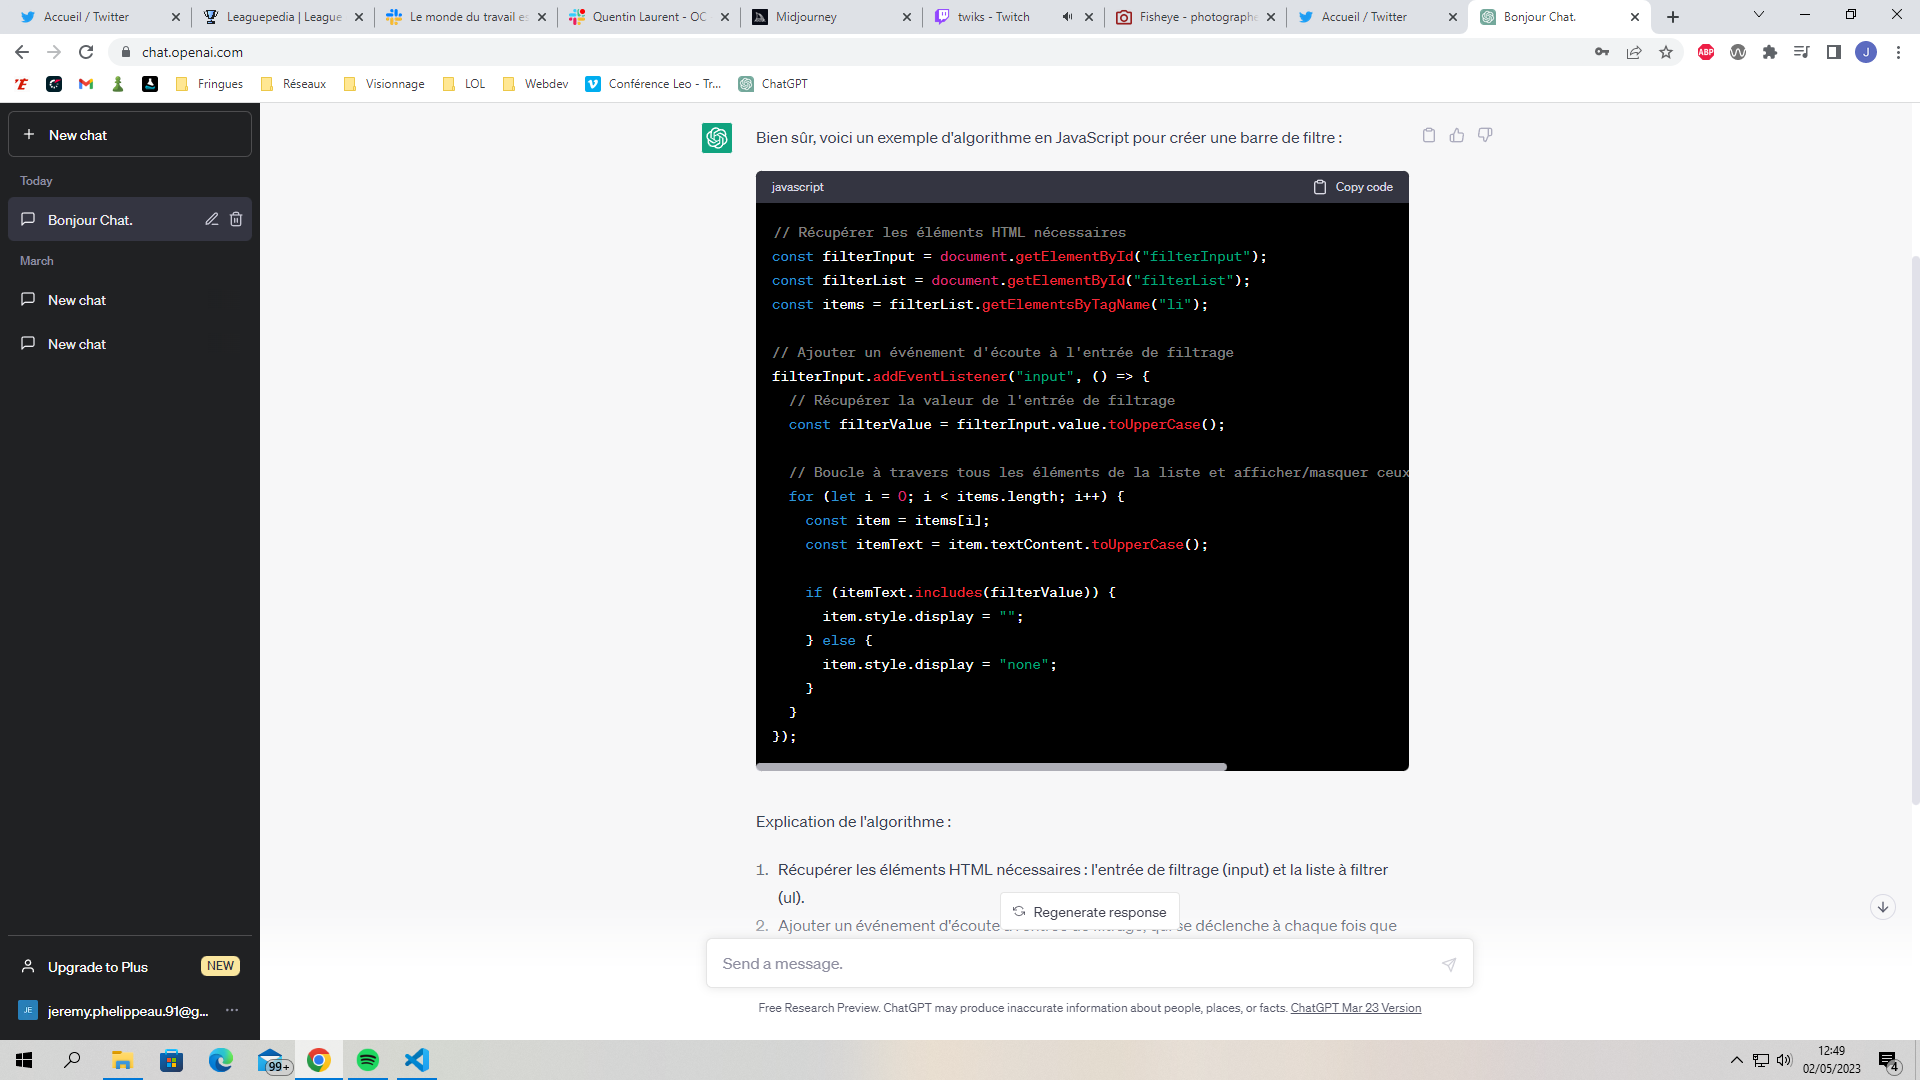 Accueil / Twitter
Leaguepedia | League
Le monde du travail es
Quentin Laurent - OC
Midjourney
twiks - Twitch
Fisheye - photographe
Accueil / Twitter
Bonjour Chat.
chat.openai.com
ABP
J
Fringues
Réseaux
Visionnage
LOL
Webdev
Conférence Leo - Tr...
ChatGPT
New chat
Today
Bonjour Chat.
March
New chat
New chat
Upgrade to Plus
NEW
JE
jeremy.phelippeau.91@g...
Bien sûr, voici un exemple d'algorithme en JavaScript pour créer une barre de filtre :
javascript
Copy code
// Récupérer les éléments HTML nécessaires
const filterInput = document.getElementById("filterInput");
const filterList = document.getElementById("filterList");
const items = filterList.getElementsByTagName("li");
// Ajouter un événement d'écoute à l'entrée de filtrage
filterInput.addEventListener("input", () => {
// Récupérer la valeur de l'entrée de filtrage
const filterValue = filterInput.value.toUpperCase();
// Boucle à travers tous les éléments de la liste et afficher/masquer ceux
for (let i = 0; i < items.length; i++) {
const item = items[i];
const itemText = item.textContent.toUpperCase();
if (itemText.includes(filterValue)) {
item.style.display = "";
} else {
item.style.display = "none";
}
}
});
Explication de l'algorithme :
1. Récupérer les éléments HTML nécessaires : l'entrée de filtrage (input) et la liste à filtrer
(ul).
2. Ajouter un événement d'écoute à l'entrée de filtrage, qui se déclenche à chaque fois que
Regenerate response
Send a message.
Free Research Preview. ChatGPT may produce inaccurate information about people, places, or facts. ChatGPT Mar 23 Version
99+
12:49
02/05/2023
4